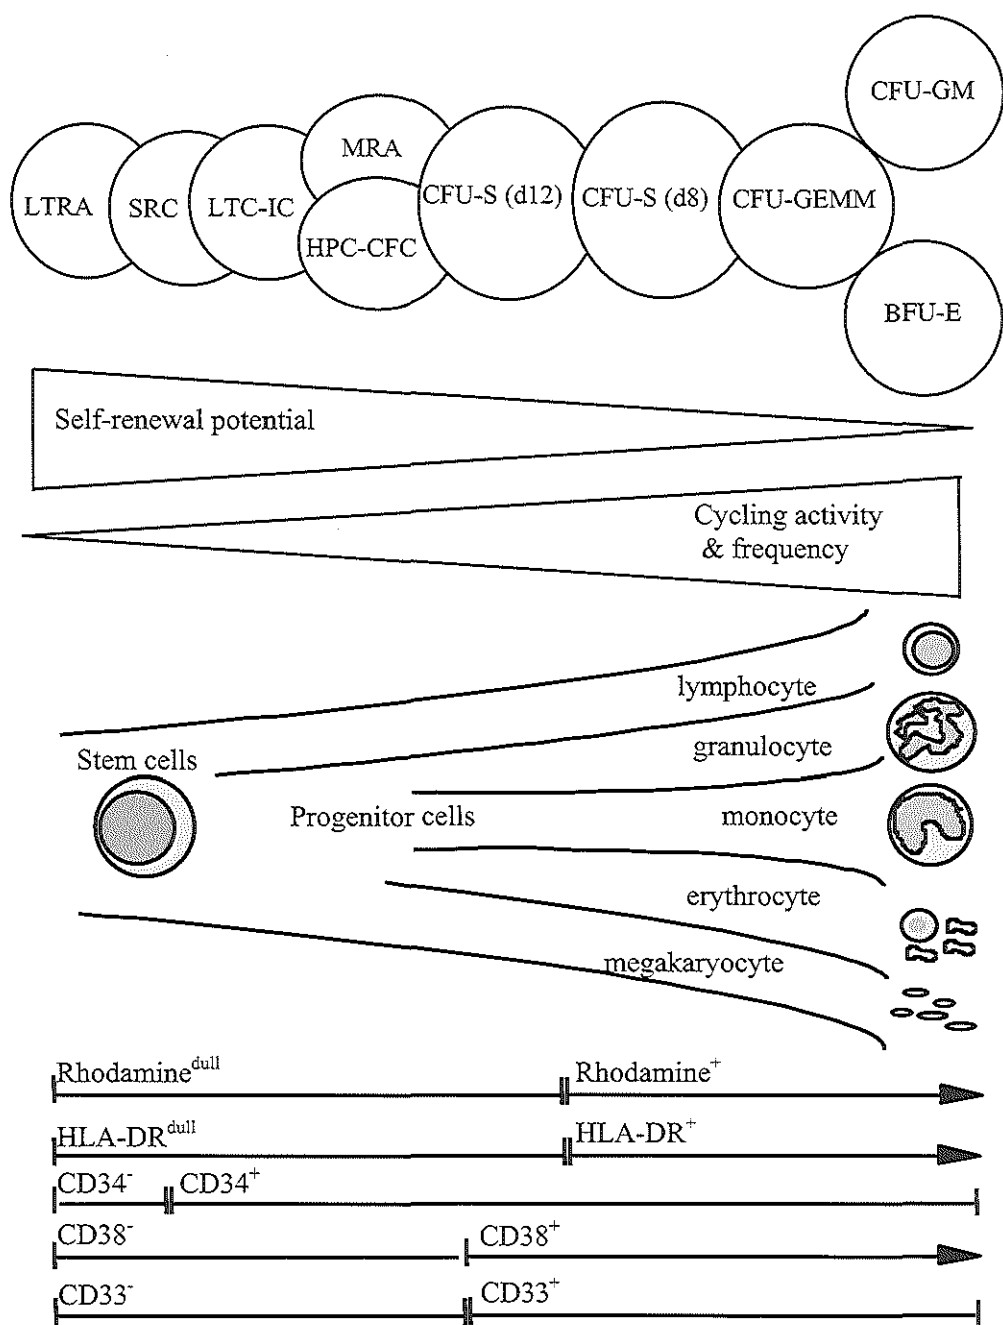 CFU-GM
MRA
LTRA
SRC
LTC-IC
CFU-S (d12)
CFU-S (d8)
CFU-GEMM
HPC-CFC
BFU-E
Self-renewal potential
Cycling activity
& frequency
lymphocyte
granulocyte
Stem cells
Progenitor cells
monocyte
erythrocyte
megakaryocyte
Rhodamine^dull Rhodamine^+
HLA-DR^dull HLA-DR^+
CD34^- CD34^+
CD38^- CD38^+
CD33^- CD33^+